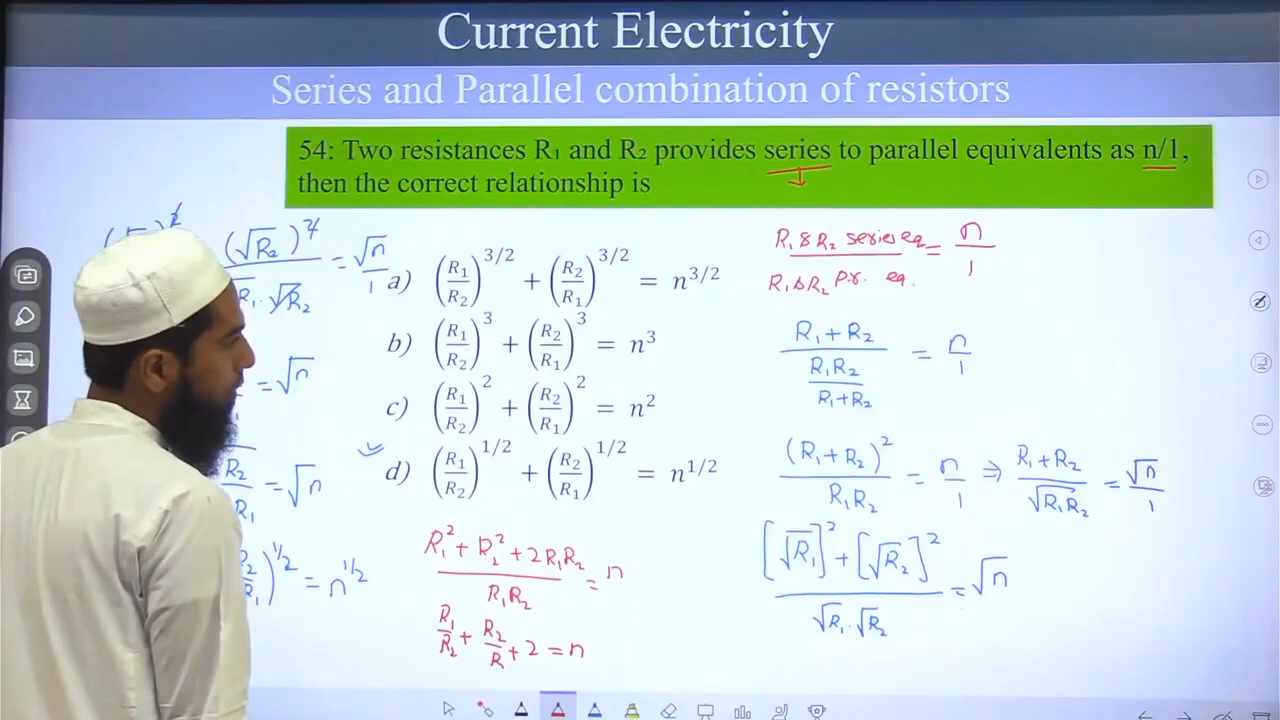 Current Electricity
Series and Parallel combination of resistors
54: Two resistances R₁ and R₂ provides series to parallel equivalents as n/1,
then the correct relationship is
a) (R₁/R₂)^3/2 + (R₂/R₁)^3/2 = n^3/2
b) (R₁/R₂)^3 + (R₂/R₁)^3 = n^3
c) (R₁/R₂)^2 + (R₂/R₁)^2 = n^2
d) (R₁/R₂)^1/2 + (R₂/R₁)^1/2 = n^1/2
R₁ & R₂ series eq / R₁ & R₂ p.r. eq. = n/1
R₁ + R₂ / (R₁R₂ / R₁+R₂) = n/1
(R₁+R₂)² / R₁R₂ = n/1 ⇒ R₁+R₂ / √R₁R₂ = √n/1
[√R₁]² + [√R₂]² / √R₁·√R₂ = √n
(√R₂)² / R₁·√R₂ = √n/1
= √n
R₂ / R₁ = √n
R₂/R₁)^1/2 = n^1/2
R₁² + R₂² + 2R₁R₂ / R₁R₂ = n
R₁/R₂ + R₂/R + 2 = n